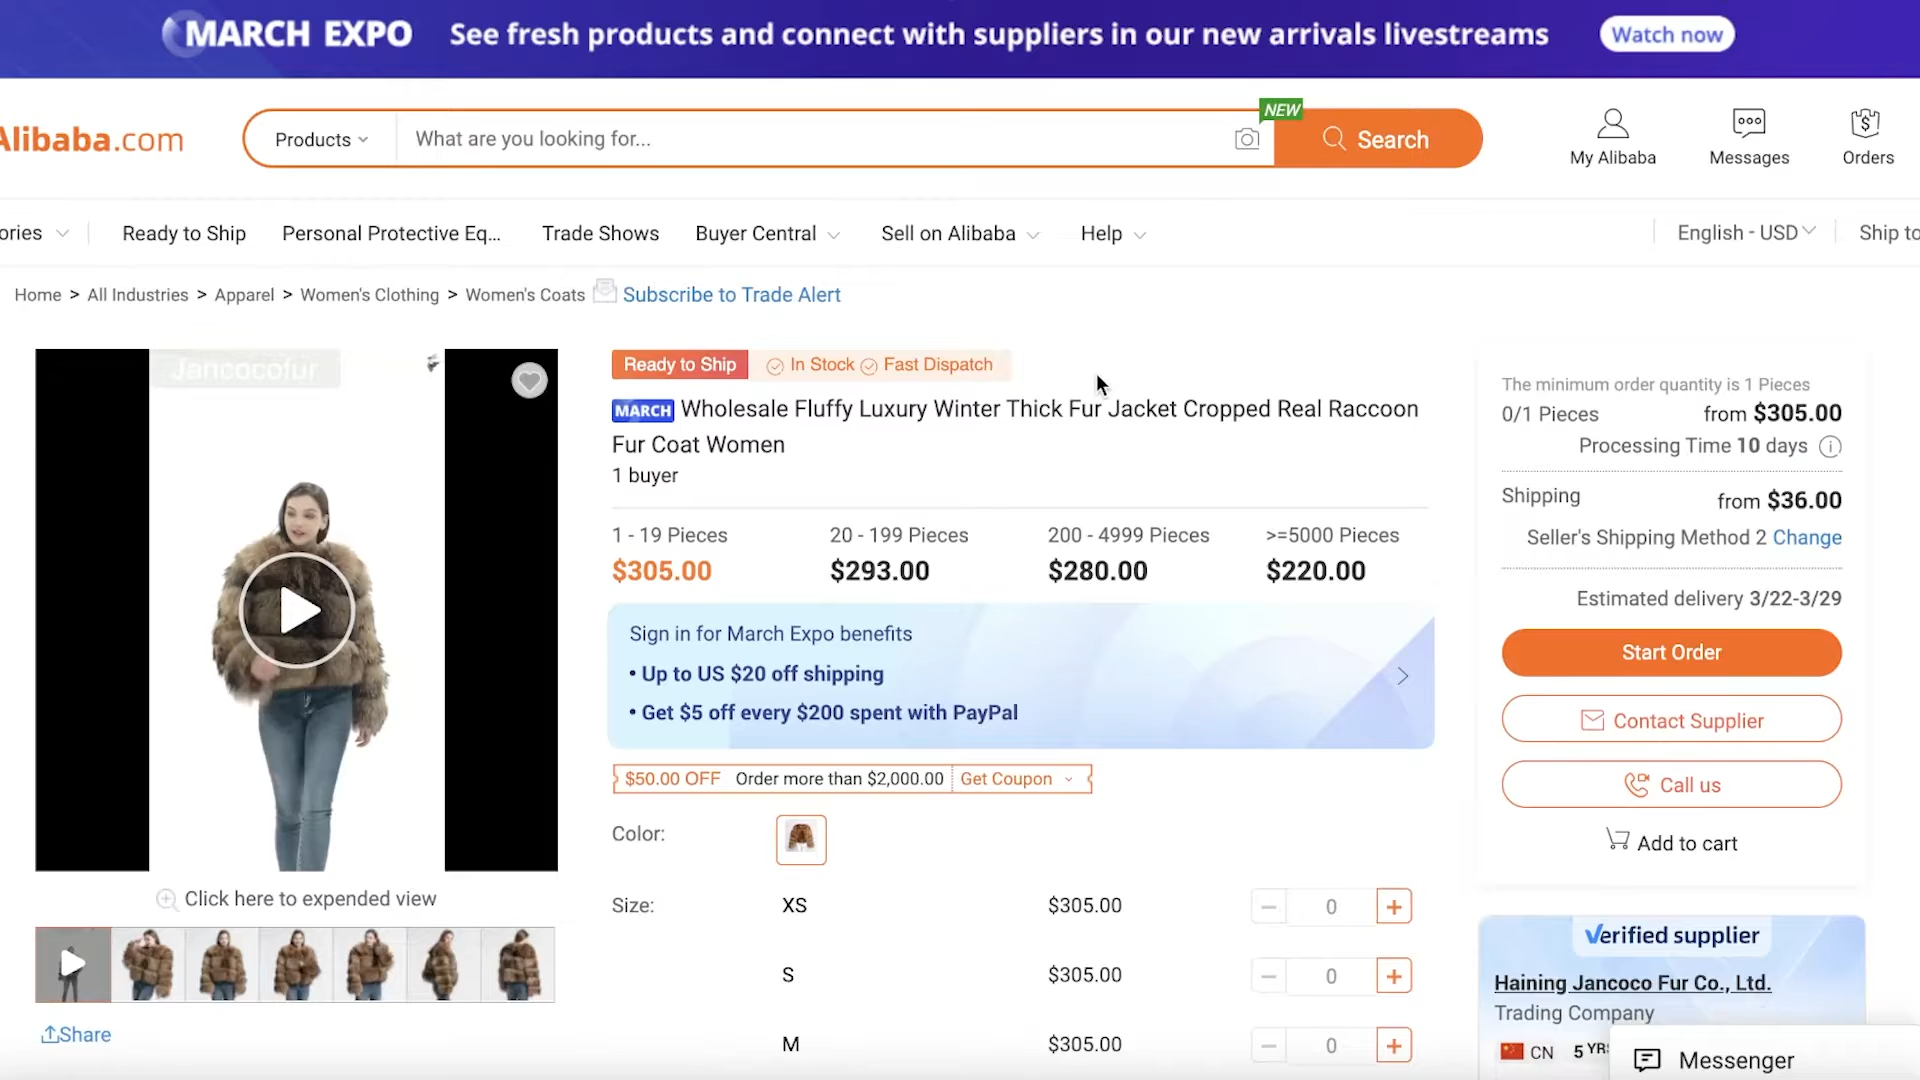 MARCH EXPO See fresh products and connect with suppliers in our new arrivals livestreams Watch now
Alibaba.com Products What are you looking for... NEW Search My Alibaba Messages Orders
ories Ready to Ship Personal Protective Eq... Trade Shows Buyer Central Sell on Alibaba Help English - USD Ship to
Home > All Industries > Apparel > Women's Clothing > Women's Coats Subscribe to Trade Alert
Jancocofur
Click here to expended view
Share
Ready to Ship In Stock Fast Dispatch
MARCH Wholesale Fluffy Luxury Winter Thick Fur Jacket Cropped Real Raccoon
Fur Coat Women
1 buyer
1 - 19 Pieces 20 - 199 Pieces 200 - 4999 Pieces >=5000 Pieces
$305.00 $293.00 $280.00 $220.00
Sign in for March Expo benefits
• Up to US $20 off shipping
• Get $5 off every $200 spent with PayPal
$50.00 OFF Order more than $2,000.00 Get Coupon
Color:
Size: XS $305.00 − 0 +
S $305.00 − 0 +
M $305.00 − 0 +
The minimum order quantity is 1 Pieces
0/1 Pieces from $305.00
Processing Time 10 days
Shipping from $36.00
Seller's Shipping Method 2 Change
Estimated delivery 3/22-3/29
Start Order
Contact Supplier
Call us
Add to cart
Verified supplier
Haining Jancoco Fur Co., Ltd.
Trading Company
CN 5 YRS
Messenger